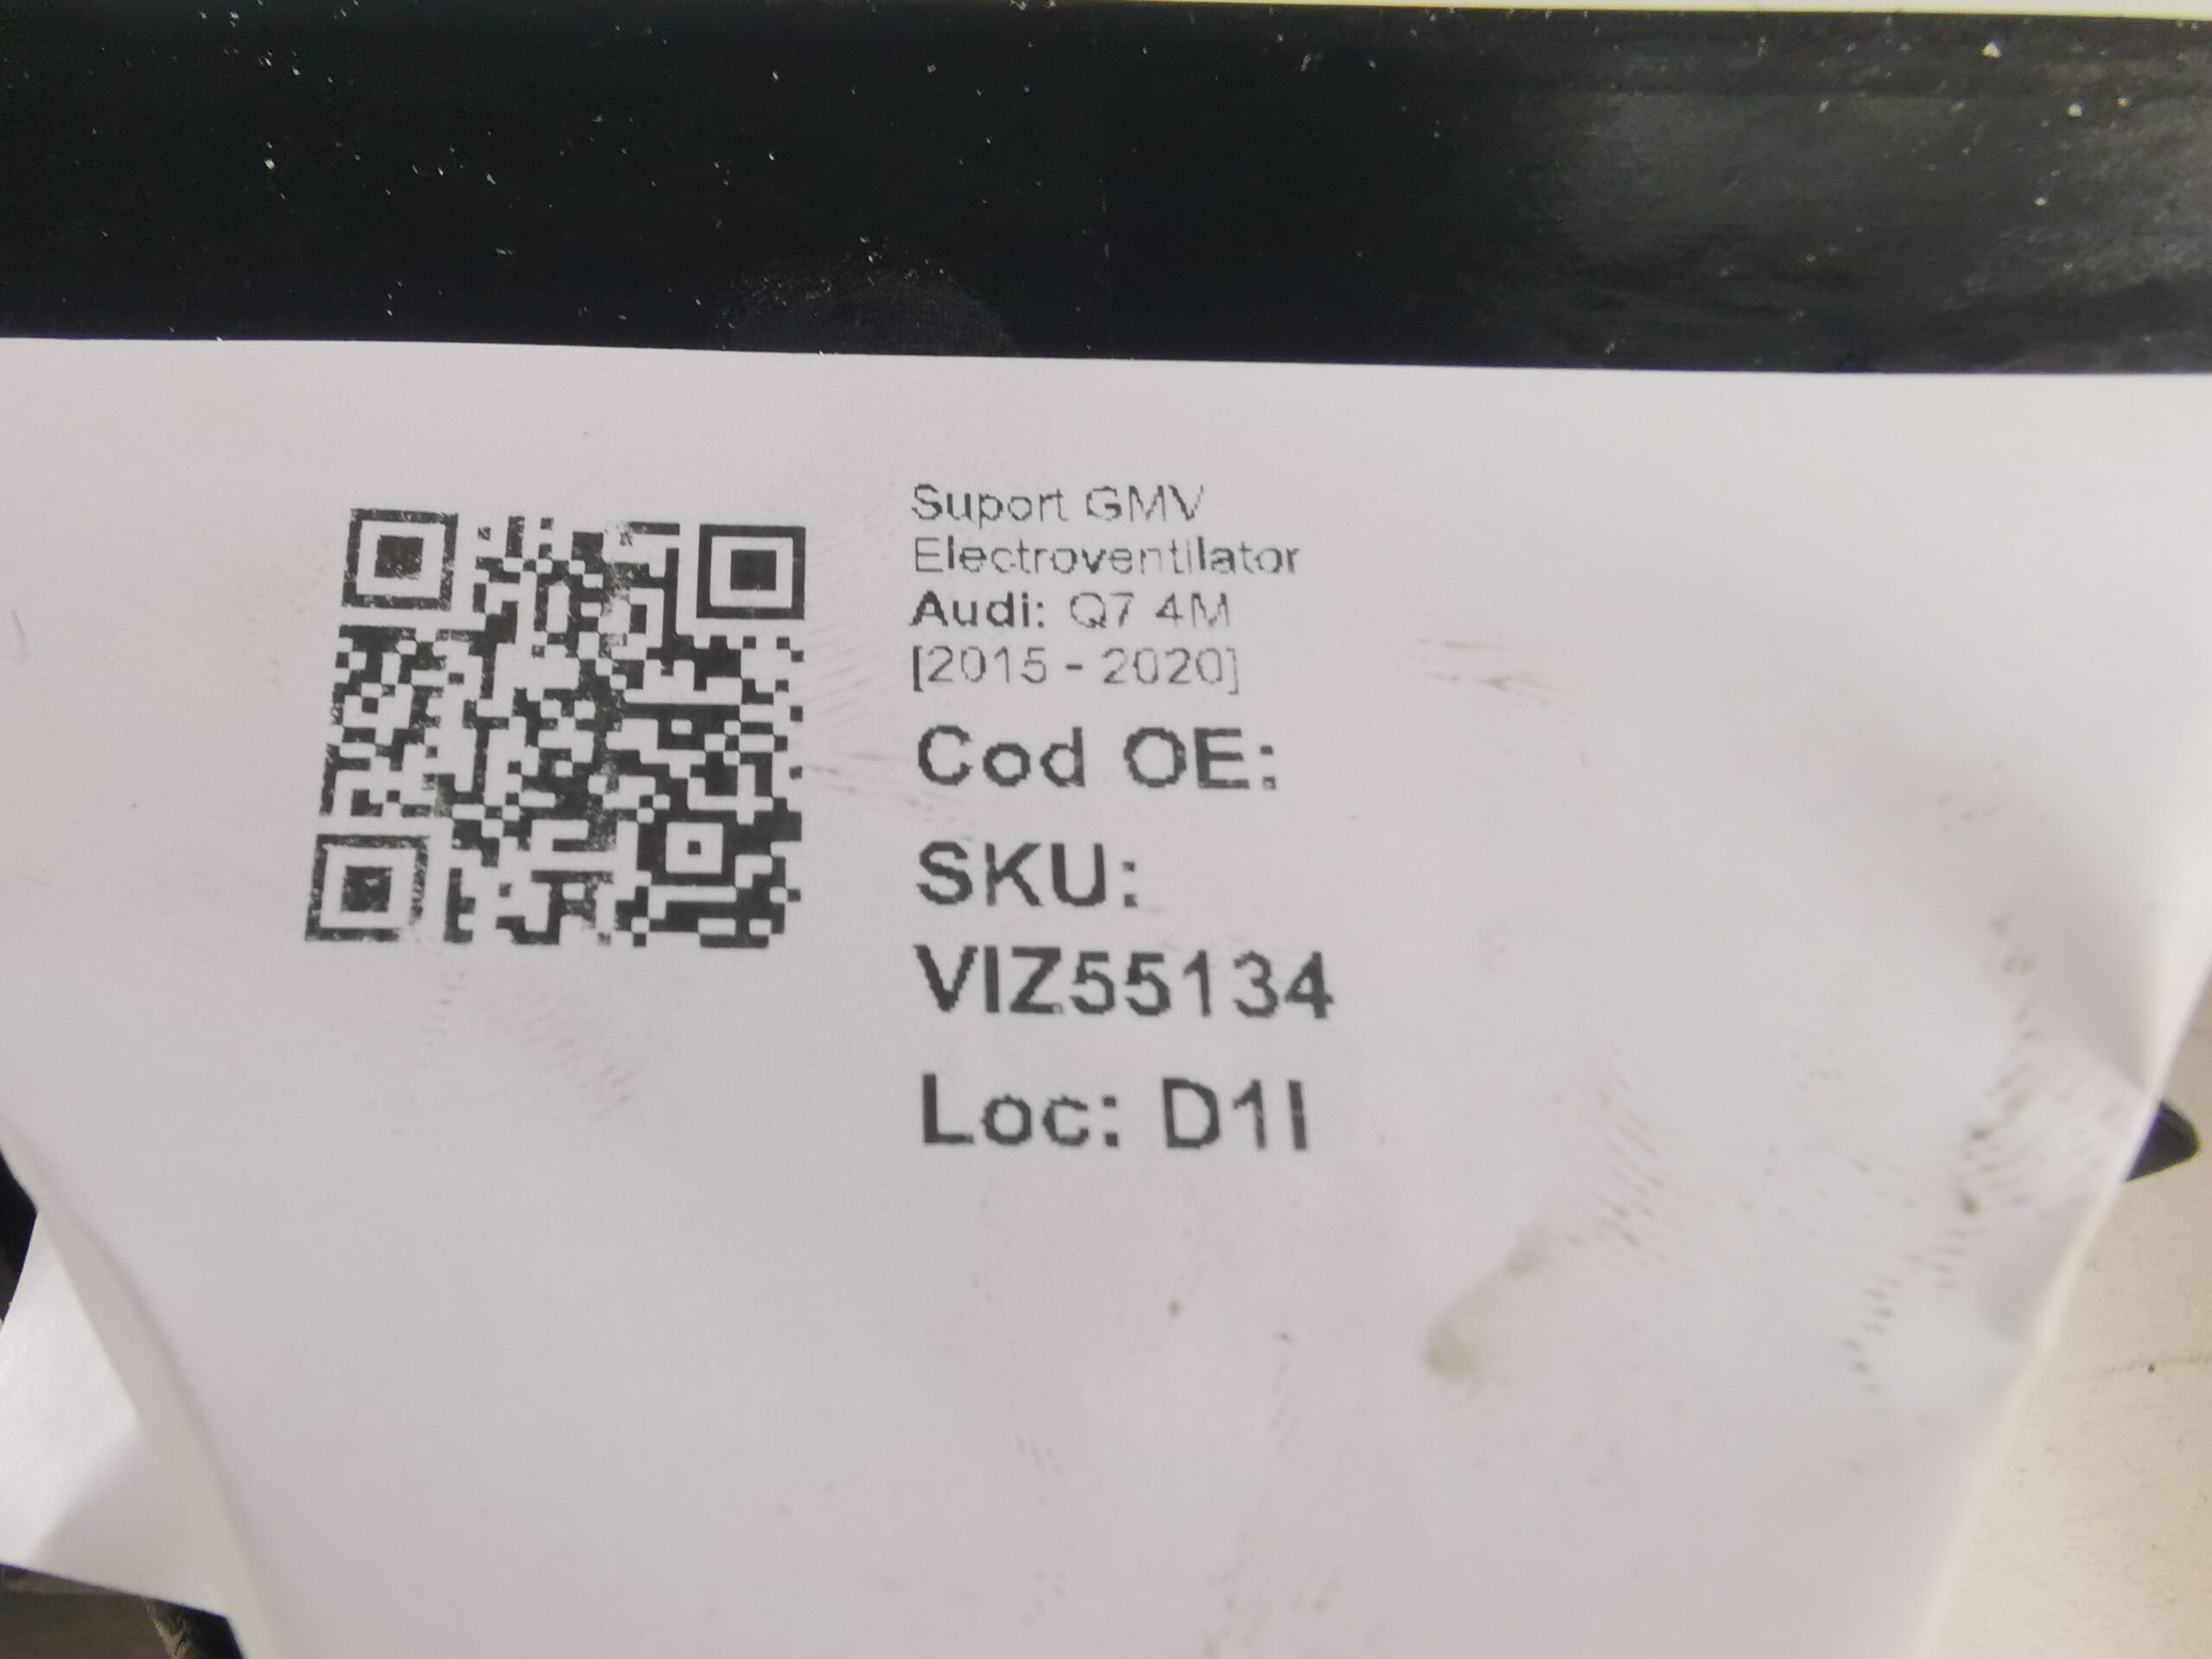 Suport GMV
Electroventilator
Audi: Q7 4M
[2015 - 2020]
Cod OE:
SKU:
VIZ55134
Loc: D1I